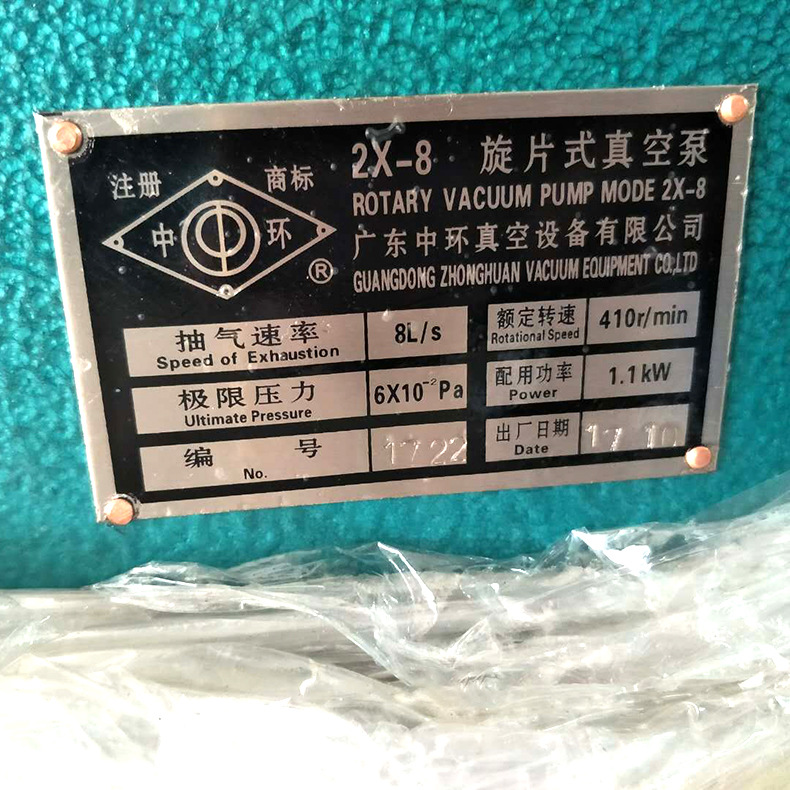 注册 商标
中 环
®
2X-8 旋片式真空泵
ROTARY VACUUM PUMP MODE 2X-8
广东中环真空设备有限公司
GUANGDONG ZHONGHUAN VACUUM EQUIPMENT CO.,LTD
抽气速率 8L/s 额定转速 410r/min
Speed of Exhaustion Rotational Speed
极限压力 6X10⁻²Pa 配用功率 1.1kW
Ultimate Pressure Power
编 号 1722 出厂日期 17 10
No. Date